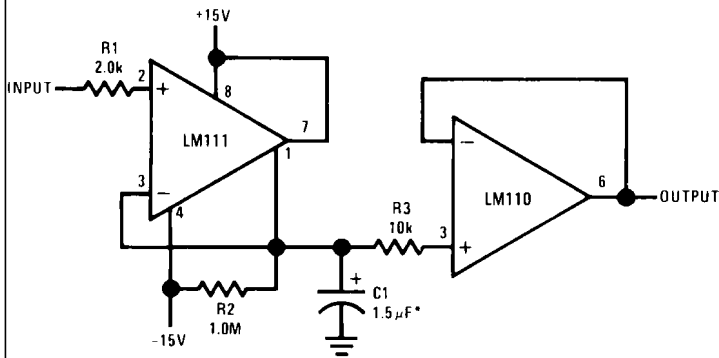 +15V
R1
2.0k
INPUT
2
+
8
LM111
7
1
3
−
4
R2
1.0M
-15V
R3
10k
+
C1
1.5μF*
−
LM110
6
OUTPUT
3
+